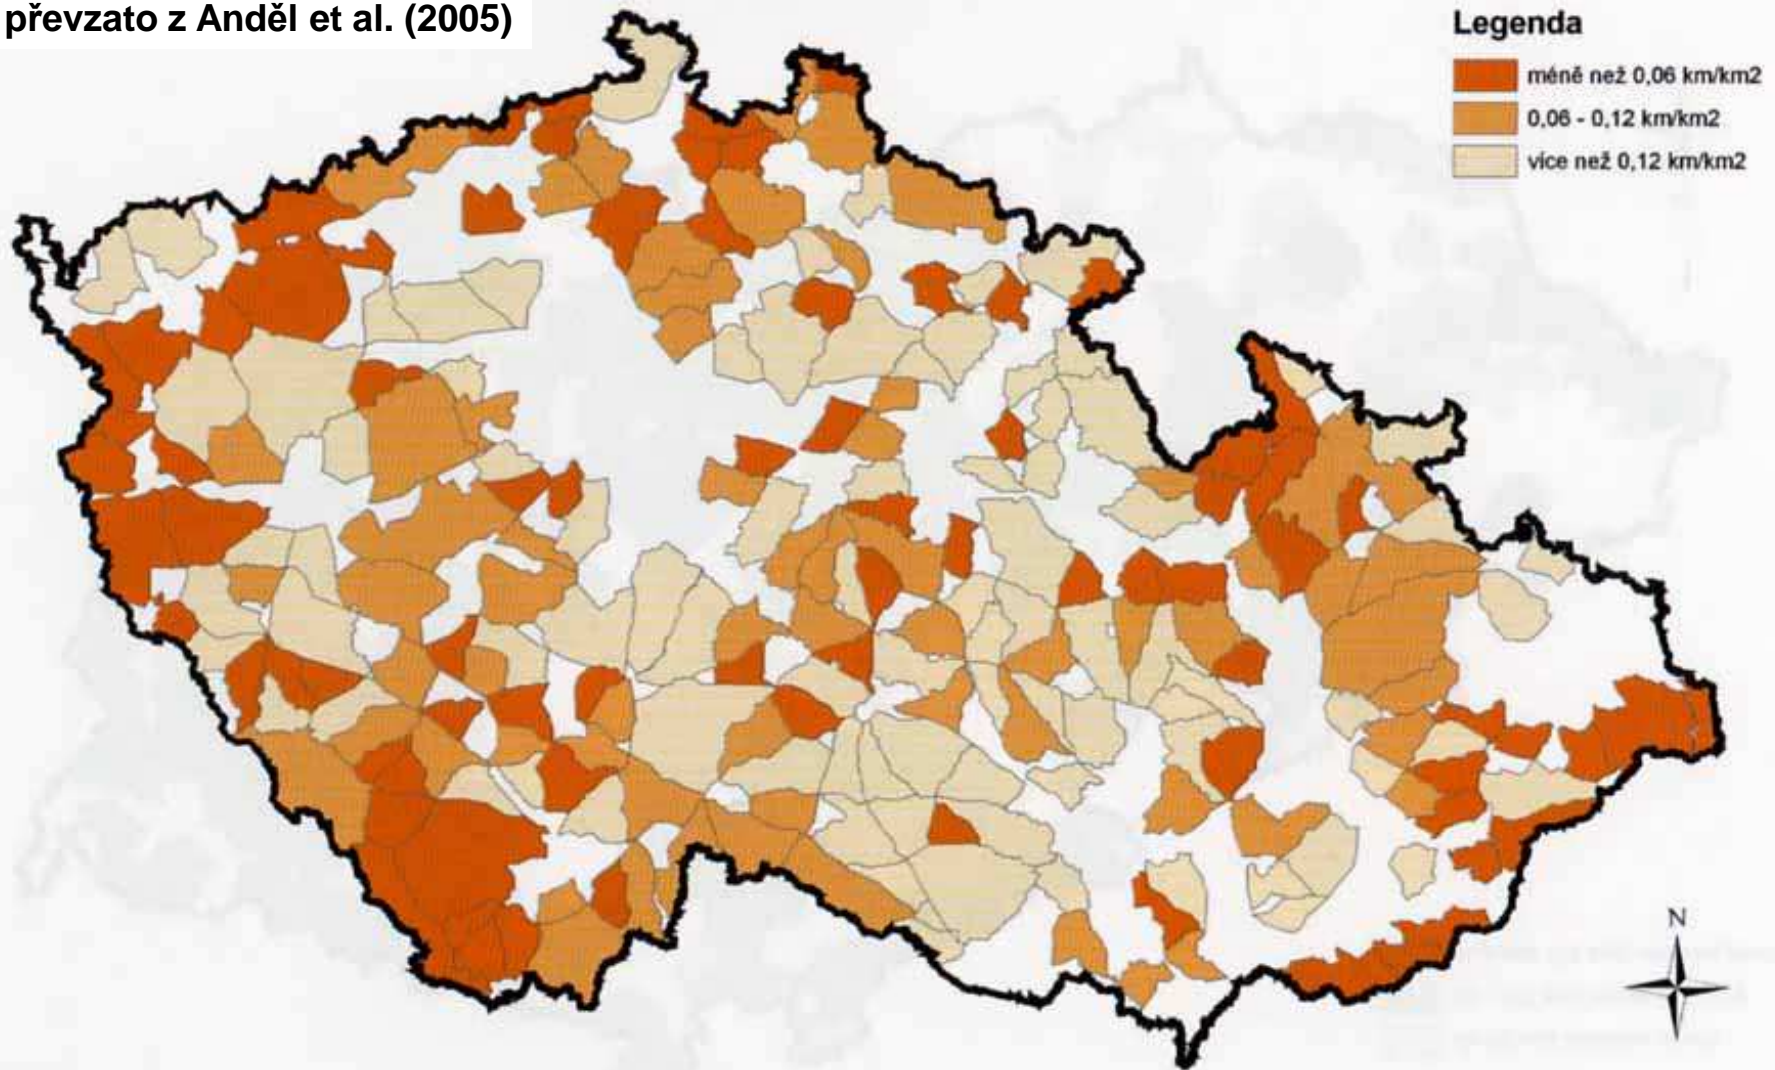 převzato z Anděl et al. (2005)
Legenda
méně než 0,06 km/km2
0,06 - 0,12 km/km2
více než 0,12 km/km2
N